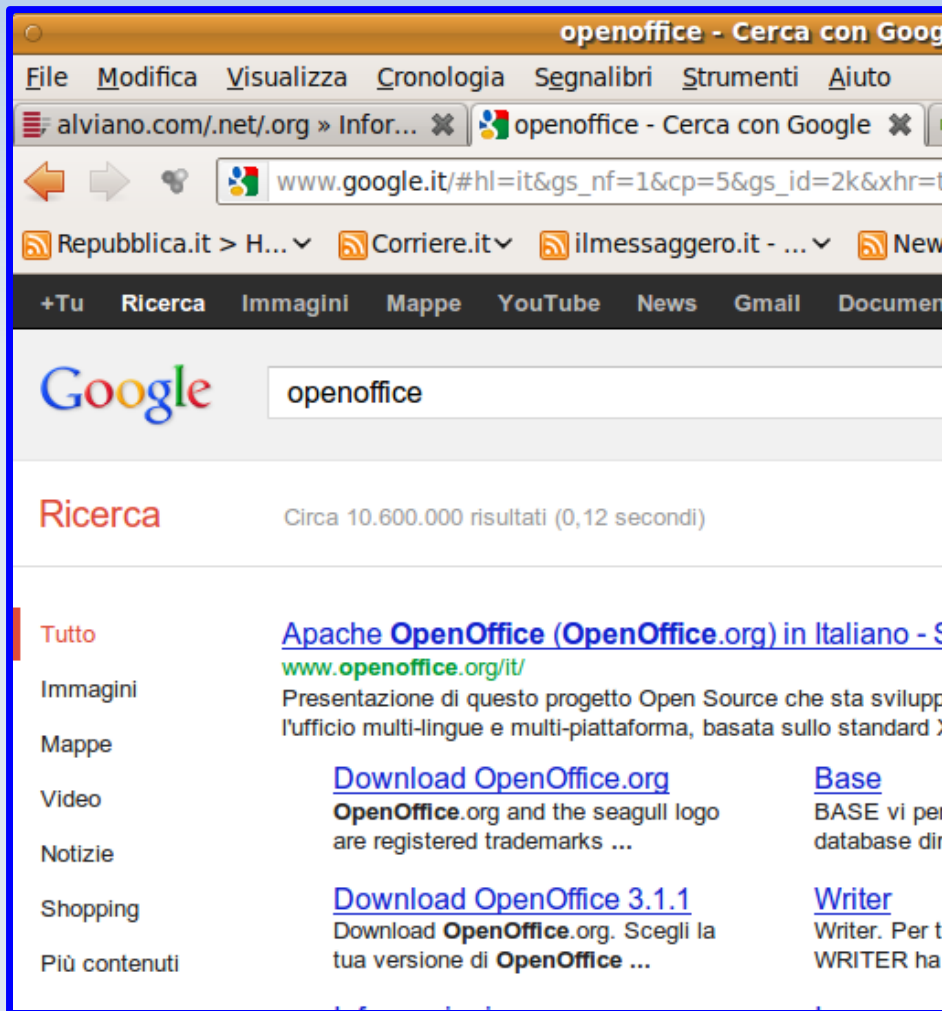 openoffice - Cerca con Goog
File Modifica Visualizza Cronologia Segnalibri Strumenti Aiuto
alviano.com/.net/.org » Infor... openoffice - Cerca con Google
www.google.it/#hl=it&gs_nf=1&cp=5&gs_id=2k&xhr=t
Repubblica.it > H... Corriere.it ilmessaggero.it - ... New
+Tu Ricerca Immagini Mappe YouTube News Gmail Documen
Google openoffice
Ricerca Circa 10.600.000 risultati (0,12 secondi)
Tutto
Immagini
Mappe
Video
Notizie
Shopping
Più contenuti
Apache OpenOffice (OpenOffice.org) in Italiano - S
www.openoffice.org/it/
Presentazione di questo progetto Open Source che sta svilupp
l'ufficio multi-lingue e multi-piattaforma, basata sullo standard X
Download OpenOffice.org
OpenOffice.org and the seagull logo
are registered trademarks ...
Base
BASE vi per
database dir
Download OpenOffice 3.1.1
Download OpenOffice.org. Scegli la
tua versione di OpenOffice ...
Writer
Writer. Per t
WRITER ha